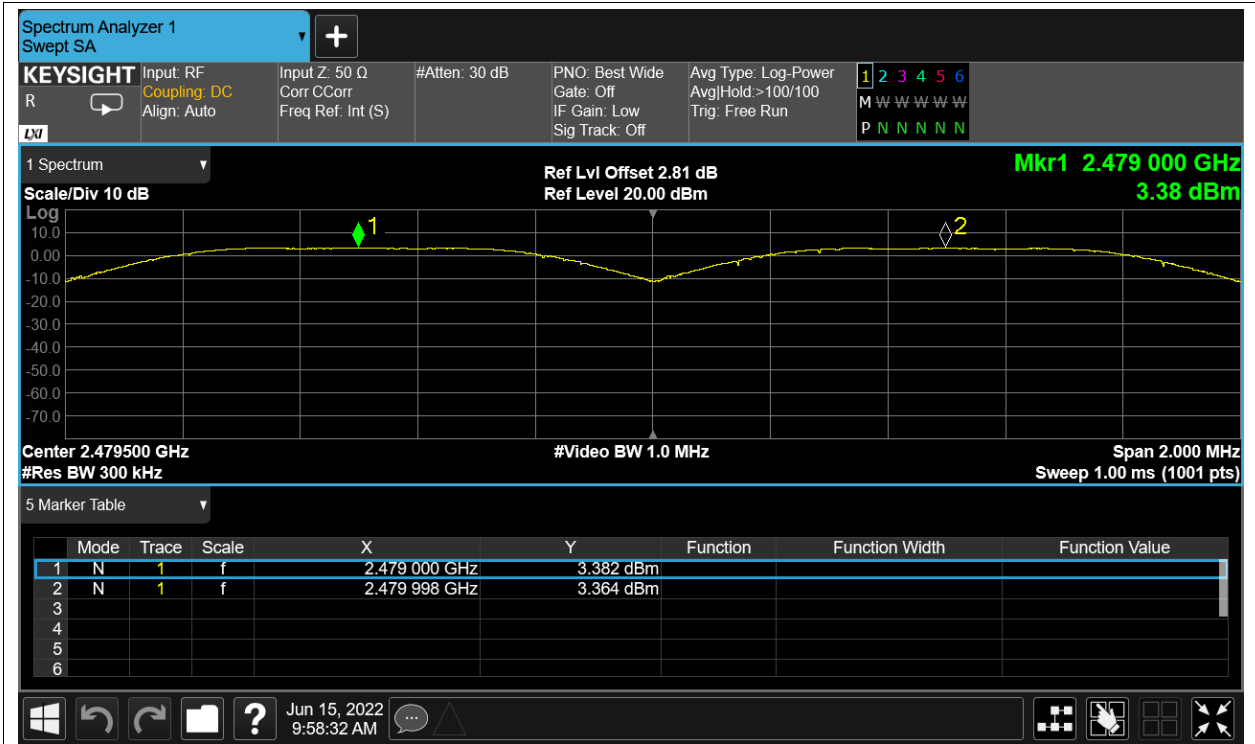 Spectrum Analyzer 1
Swept SA
+
KEYSIGHT
R
LXI
Input: RF
Coupling: DC
Align: Auto
Input Z: 50 Ω
Corr CCorr
Freq Ref: Int (S)
#Atten: 30 dB
PNO: Best Wide
Gate: Off
IF Gain: Low
Sig Track: Off
Avg Type: Log-Power
Avg|Hold:>100/100
Trig: Free Run
1 2 3 4 5 6
M W W W W W
P N N N N N
1 Spectrum
Scale/Div 10 dB
Ref Lvl Offset 2.81 dB
Ref Level 20.00 dBm
Mkr1 2.479 000 GHz
3.38 dBm
Log
10.0
0.00
-10.0
-20.0
-30.0
-40.0
-50.0
-60.0
-70.0
1
2
Center 2.479500 GHz
#Res BW 300 kHz
#Video BW 1.0 MHz
Span 2.000 MHz
Sweep 1.00 ms (1001 pts)
5 Marker Table
Mode Trace Scale X Y Function Function Width Function Value
1 N 1 f 2.479 000 GHz 3.382 dBm
2 N 1 f 2.479 998 GHz 3.364 dBm
3
4
5
6
?
Jun 15, 2022
9:58:32 AM